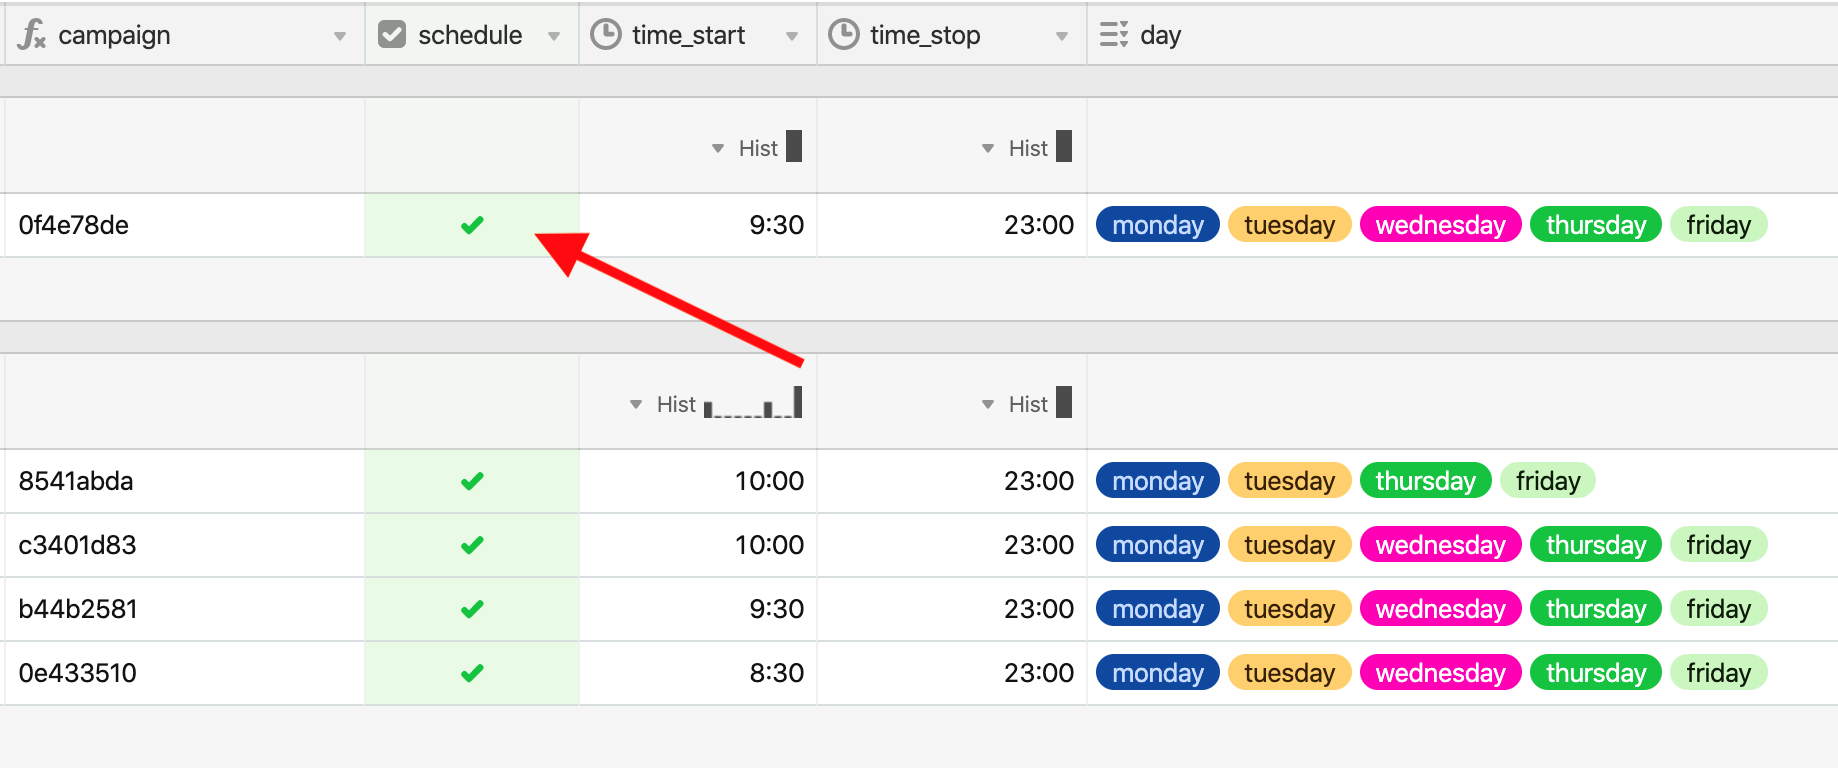 campaign schedule time_start time_stop day
Hist Hist
0f4e78de 9:30 23:00 monday tuesday wednesday thursday friday
Hist Hist
8541abda 10:00 23:00 monday tuesday thursday friday
c3401d83 10:00 23:00 monday tuesday wednesday thursday friday
b44b2581 9:30 23:00 monday tuesday wednesday thursday friday
0e433510 8:30 23:00 monday tuesday wednesday thursday friday